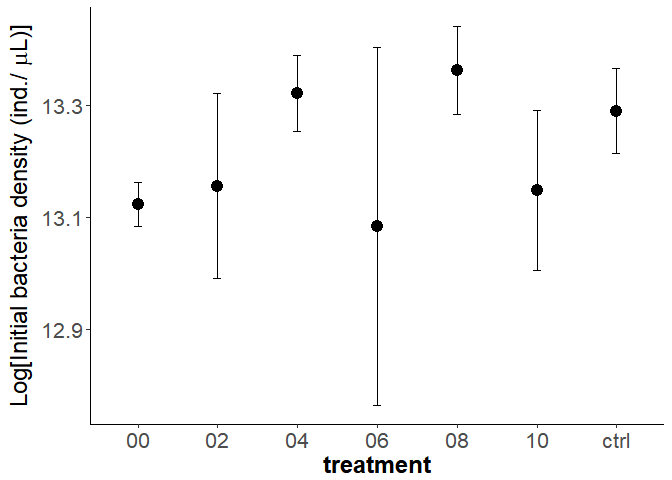 Log[Initial bacteria density (ind./ μL)]
13.3
13.1
12.9
00 02 04 06 08 10 ctrl
treatment